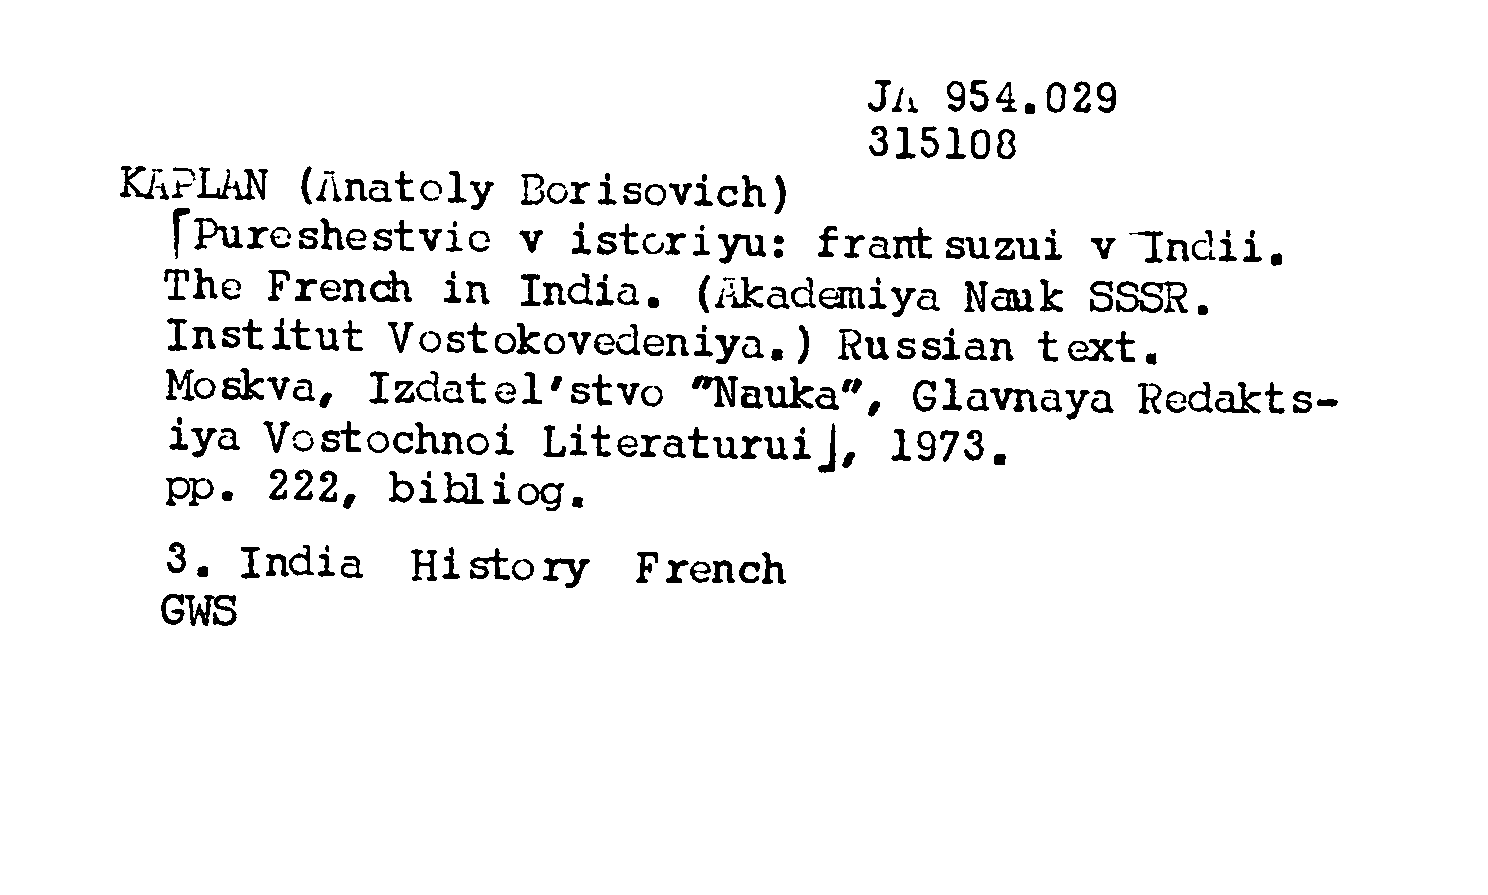 JA 954.029
315108
KAPLAN (Anatoly Borisovich)
⌈Pureshestvie v istoriyu: frantsuzui v Indii.
The French in India. (Akademiya Nauk SSSR.
Institut Vostokovedeniya.) Russian text.
Moskva, Izdatel'stvo "Nauka", Glavnaya Redakts-
iya Vostochnoi Literaturui⌋, 1973.
pp. 222, bibliog.
3. India History French
GWS